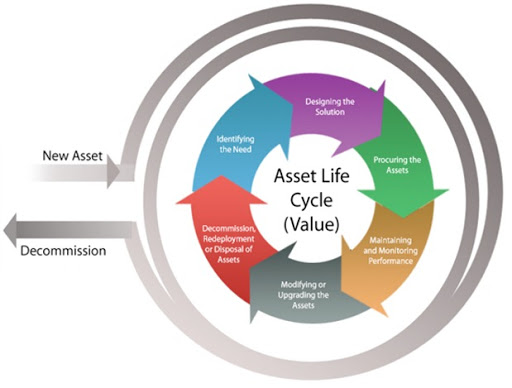 Designing the
Solution
Identifying
the Need
Procuring the
Assets
New Asset
Asset Life
Cycle
(Value)
Decommission,
Redeployment
or Disposal of
Assets
Maintaining
and Monitoring
Performance
Decommission
Modifying or
Upgrading the
Assets